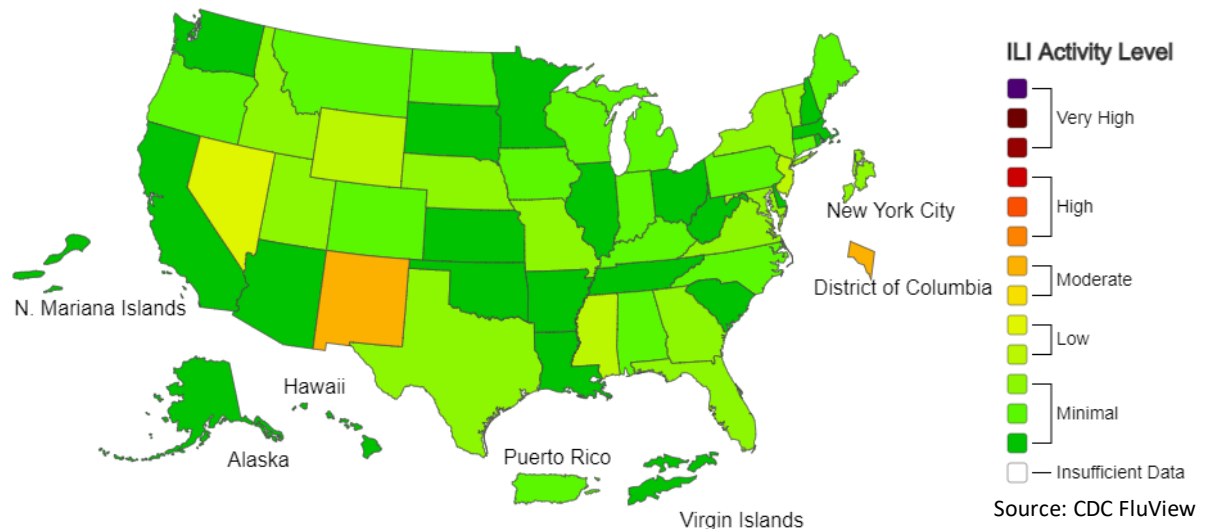 ILI Activity Level
Very High
High
New York City
District of Columbia
Moderate
N. Mariana Islands
Low
Hawaii
Minimal
Alaska
Puerto Rico
Insufficient Data
Source: CDC FluView
Virgin Islands